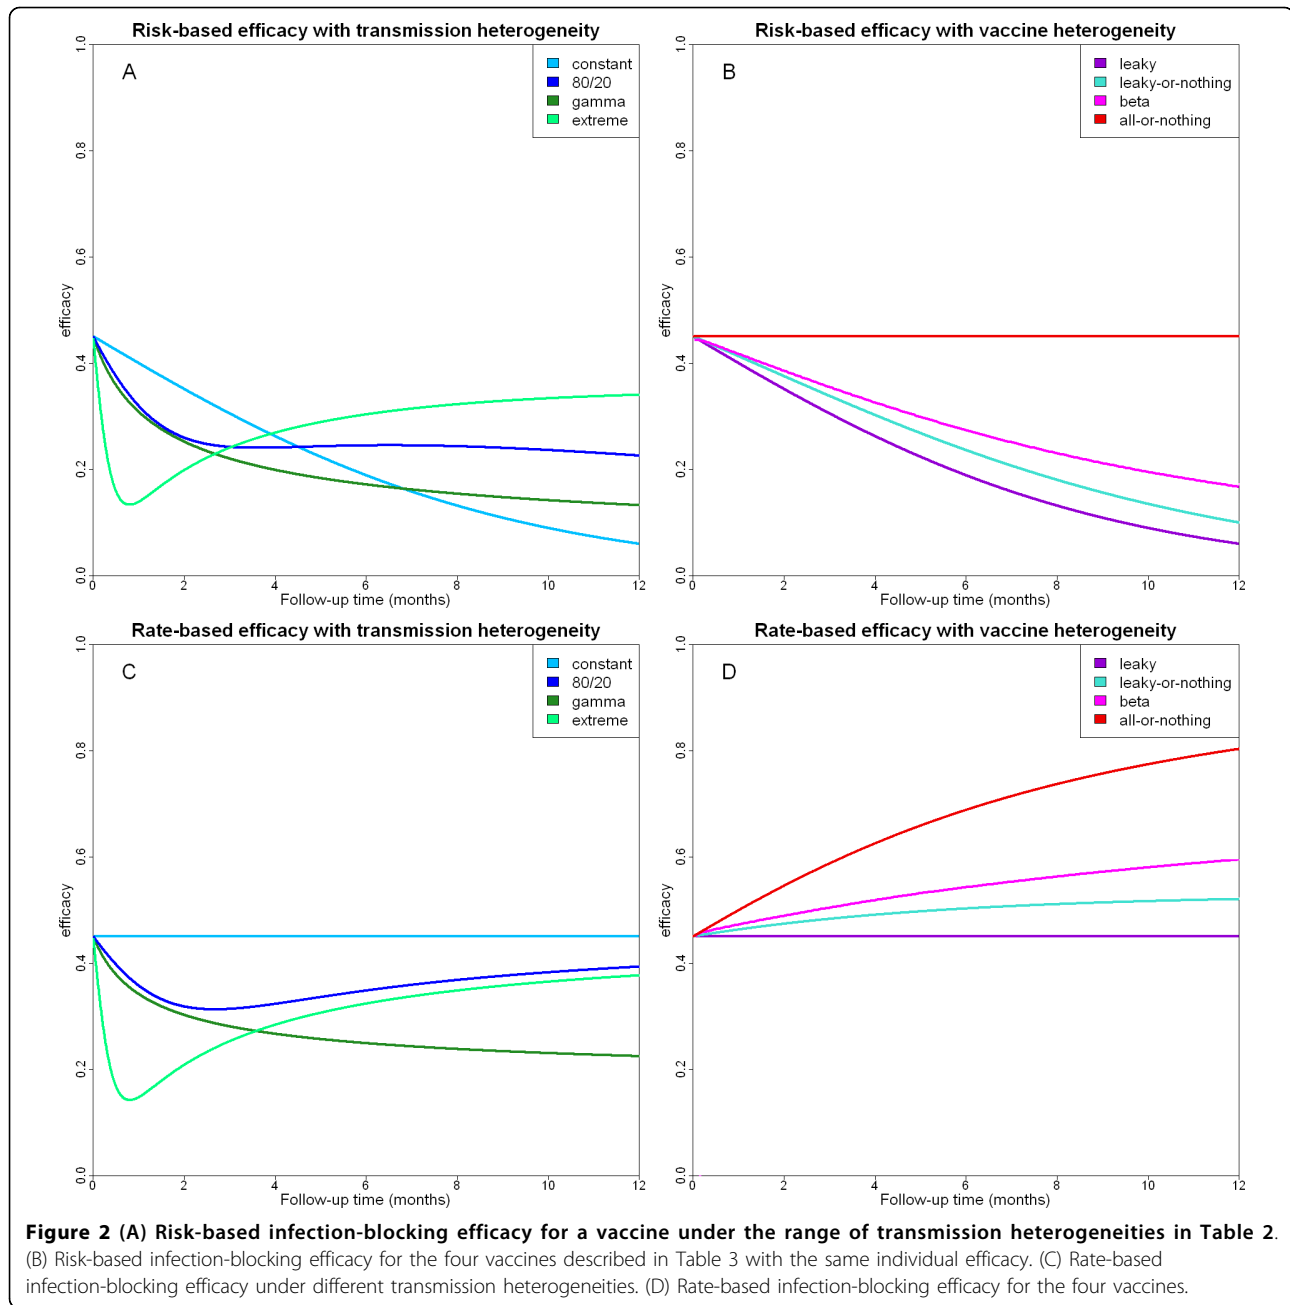 Risk-based efficacy with transmission heterogeneity
A
constant
80/20
gamma
extreme
efficacy
0.0 0.2 0.4 0.6 0.8 1.0
0 2 4 6 8 10 12
Follow-up time (months)
Risk-based efficacy with vaccine heterogeneity
B
leaky
leaky-or-nothing
beta
all-or-nothing
efficacy
0.0 0.2 0.4 0.6 0.8 1.0
0 2 4 6 8 10 12
Follow-up time (months)
Rate-based efficacy with transmission heterogeneity
C
constant
80/20
gamma
extreme
efficacy
0.0 0.2 0.4 0.6 0.8 1.0
0 2 4 6 8 10 12
Follow-up time (months)
Rate-based efficacy with vaccine heterogeneity
D
leaky
leaky-or-nothing
beta
all-or-nothing
efficacy
0.0 0.2 0.4 0.6 0.8 1.0
0 2 4 6 8 10 12
Follow-up time (months)
Figure 2 (A) Risk-based infection-blocking efficacy for a vaccine under the range of transmission heterogeneities in Table 2.
(B) Risk-based infection-blocking efficacy for the four vaccines described in Table 3 with the same individual efficacy. (C) Rate-based
infection-blocking efficacy under different transmission heterogeneities. (D) Rate-based infection-blocking efficacy for the four vaccines.